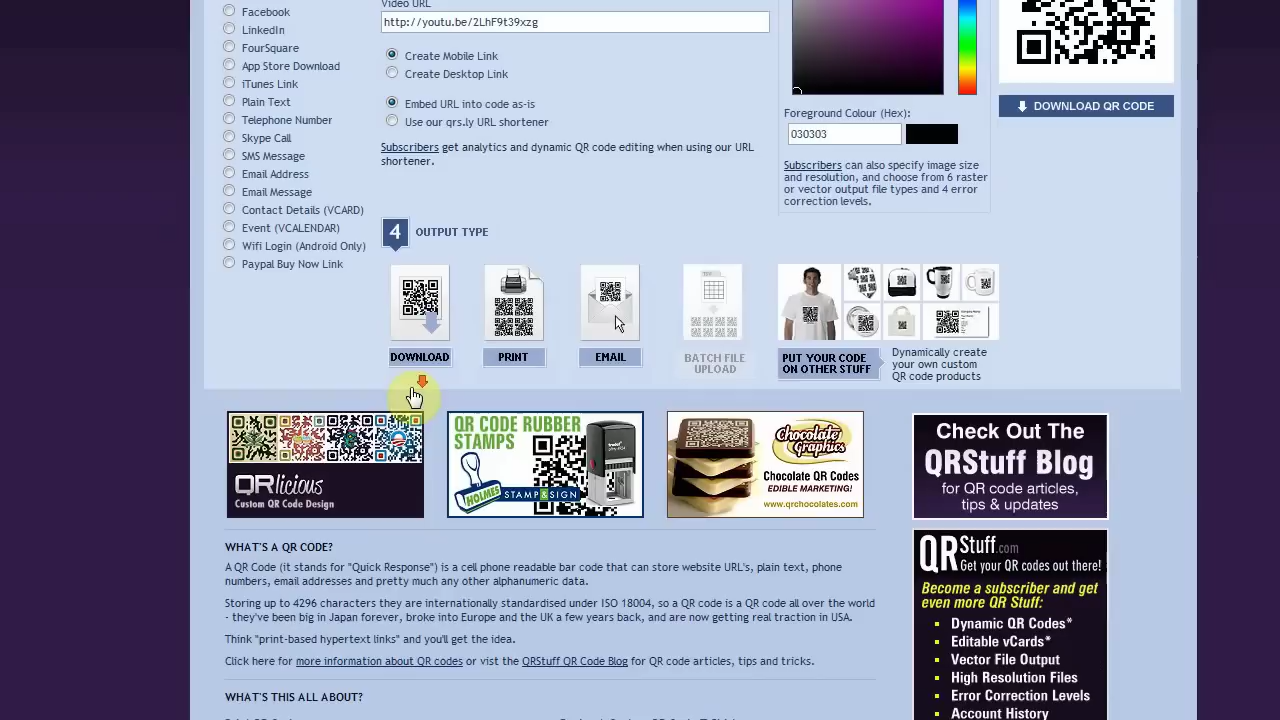 Facebook
LinkedIn
FourSquare
App Store Download
iTunes Link
Plain Text
Telephone Number
Skype Call
SMS Message
Email Address
Email Message
Contact Details (VCARD)
Event (VCALENDAR)
Wifi Login (Android Only)
Paypal Buy Now Link
Video URL
http://youtu.be/2LhF9t39xzg
Create Mobile Link
Create Desktop Link
Embed URL into code as-is
Use our qrs.ly URL shortener
Subscribers get analytics and dynamic QR code editing when using our URL
shortener.
Foreground Colour (Hex):
030303
Subscribers can also specify image size
and resolution, and choose from 6 raster
or vector output file types and 4 error
correction levels.
DOWNLOAD QR CODE
4 OUTPUT TYPE
DOWNLOAD
PRINT
EMAIL
BATCH FILE
UPLOAD
PUT YOUR CODE
ON OTHER STUFF
Dynamically create
your own custom
QR code products
QRlicious
Custom QR Code Design
QR CODE RUBBER
STAMPS
HOLMES STAMP & SIGN
Chocolate
Graphics
Chocolate QR Codes
EDIBLE MARKETING!
www.qrchocolates.com
Check Out The
QRStuff Blog
for QR code articles,
tips & updates
WHAT'S A QR CODE?
A QR Code (it stands for "Quick Response") is a cell phone readable bar code that can store website URL's, plain text, phone
numbers, email addresses and pretty much any other alphanumeric data.
Storing up to 4296 characters they are internationally standardised under ISO 18004, so a QR code is a QR code all over the world
- they've been big in Japan forever, broke into Europe and the UK a few years back, and are now getting real traction in USA.
Think "print-based hypertext links" and you'll get the idea.
Click here for more information about QR codes or vist the QRStuff QR Code Blog for QR code articles, tips and tricks.
WHAT'S THIS ALL ABOUT?
QRStuff.com
Get your QR codes out there!
Become a subscriber and get
even more QR Stuff:
Dynamic QR Codes*
Editable vCards*
Vector File Output
High Resolution Files
Error Correction Levels
Account History